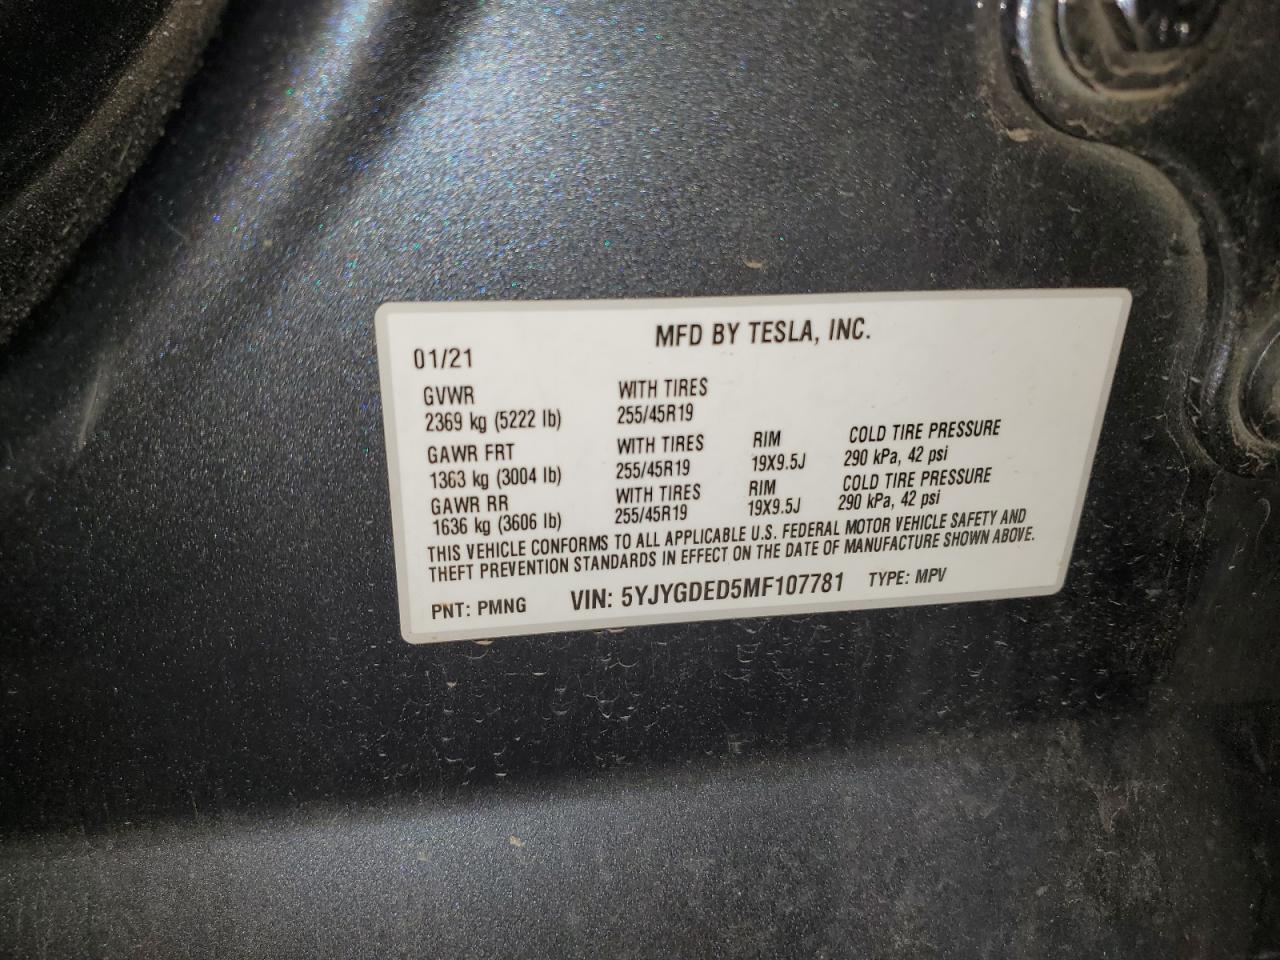 MFD BY TESLA, INC.
01/21
GVWR WITH TIRES
2369 kg (5222 lb) 255/45R19
GAWR FRT WITH TIRES RIM COLD TIRE PRESSURE
1363 kg (3004 lb) 255/45R19 19X9.5J 290 kPa, 42 psi
GAWR RR WITH TIRES RIM COLD TIRE PRESSURE
1636 kg (3606 lb) 255/45R19 19X9.5J 290 kPa, 42 psi
THIS VEHICLE CONFORMS TO ALL APPLICABLE U.S. FEDERAL MOTOR VEHICLE SAFETY AND
THEFT PREVENTION STANDARDS IN EFFECT ON THE DATE OF MANUFACTURE SHOWN ABOVE.
PNT: PMNG VIN: 5YJYGDED5MF107781 TYPE: MPV